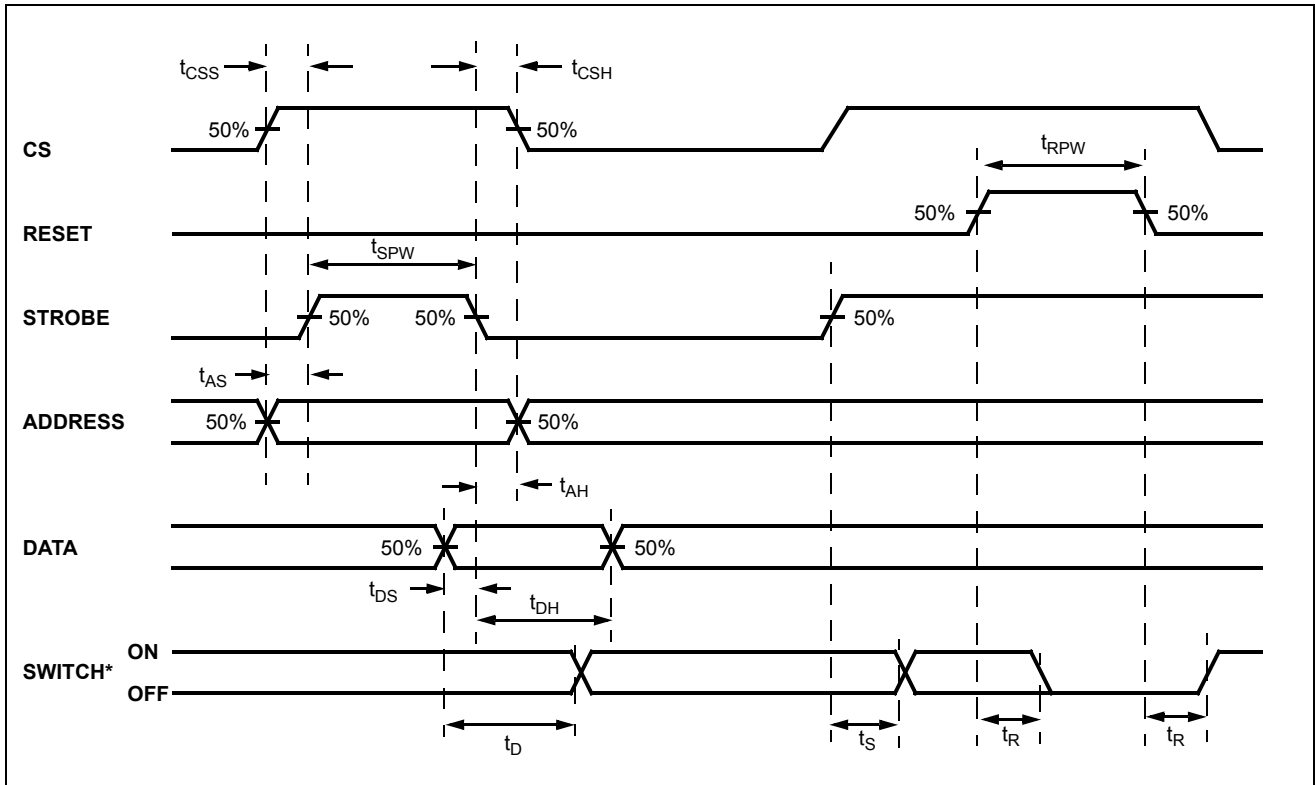 tCSS
tCSH
50%
50%
CS
tRPW
50%
50%
RESET
tSPW
STROBE
50%
50%
50%
tAS
ADDRESS
50%
50%
tAH
DATA
50%
50%
tDS
tDH
SWITCH*
ON
OFF
tD
tS
tR
tR